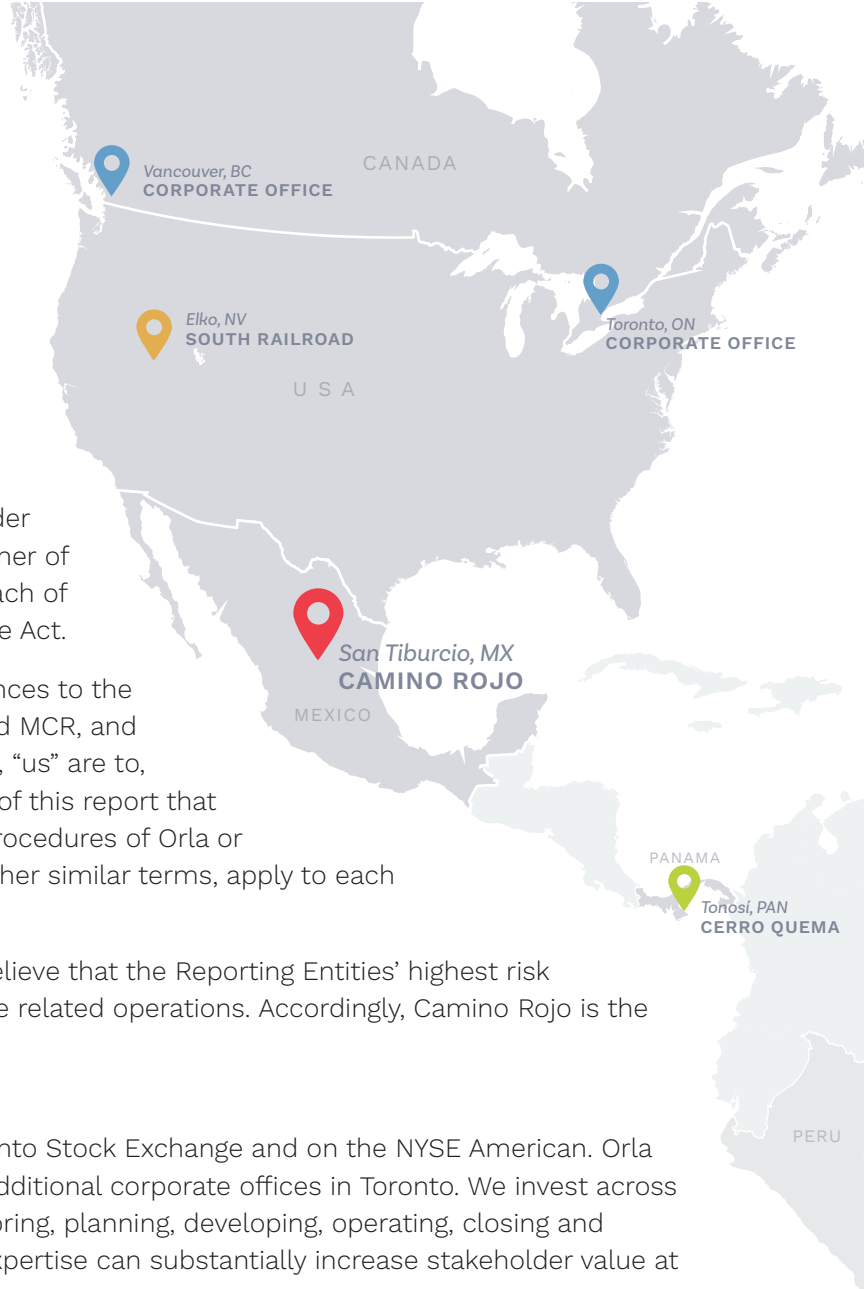 CANADA
Vancouver, BC
CORPORATE OFFICE
Elko, NV
SOUTH RAILROAD
Toronto, ON
CORPORATE OFFICE
U S A
der
ner of
ach of
e Act.
San Tiburcio, MX
CAMINO ROJO
nces to the
MEXICO
d MCR, and
, “us” are to,
of this report that
rocedures of Orla or
her similar terms, apply to each
PANAMA
Tonosí, PAN
CERRO QUEMA
elieve that the Reporting Entities’ highest risk
e related operations. Accordingly, Camino Rojo is the
PERU
nto Stock Exchange and on the NYSE American. Orla
dditional corporate offices in Toronto. We invest across
oring, planning, developing, operating, closing and
xpertise can substantially increase stakeholder value at